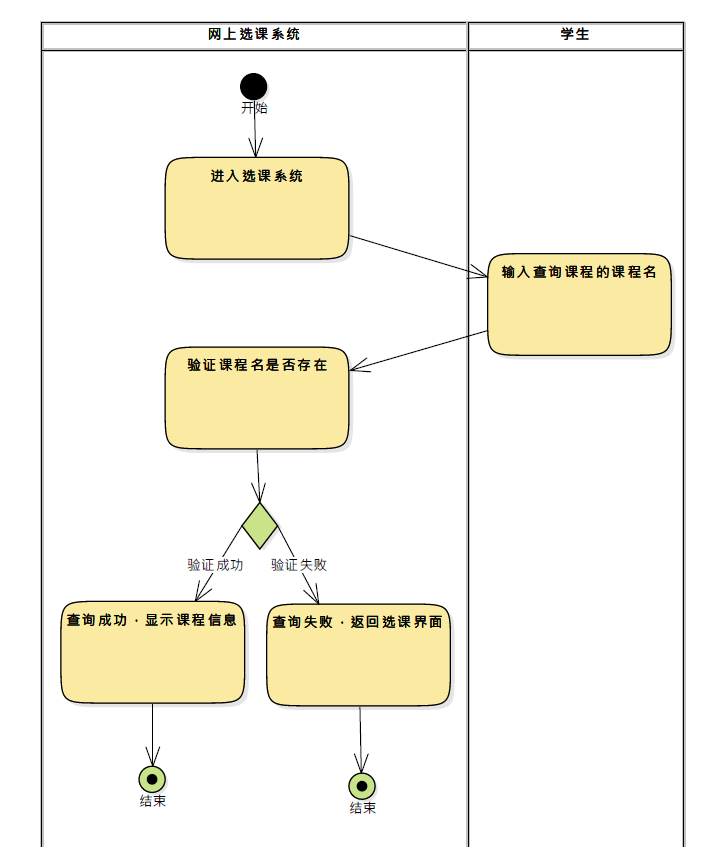 网上选课系统
学生
开始
进入选课系统
输入查询课程的课程名
验证课程名是否存在
验证成功
验证失败
查询成功·显示课程信息
查询失败·返回选课界面
结束
结束